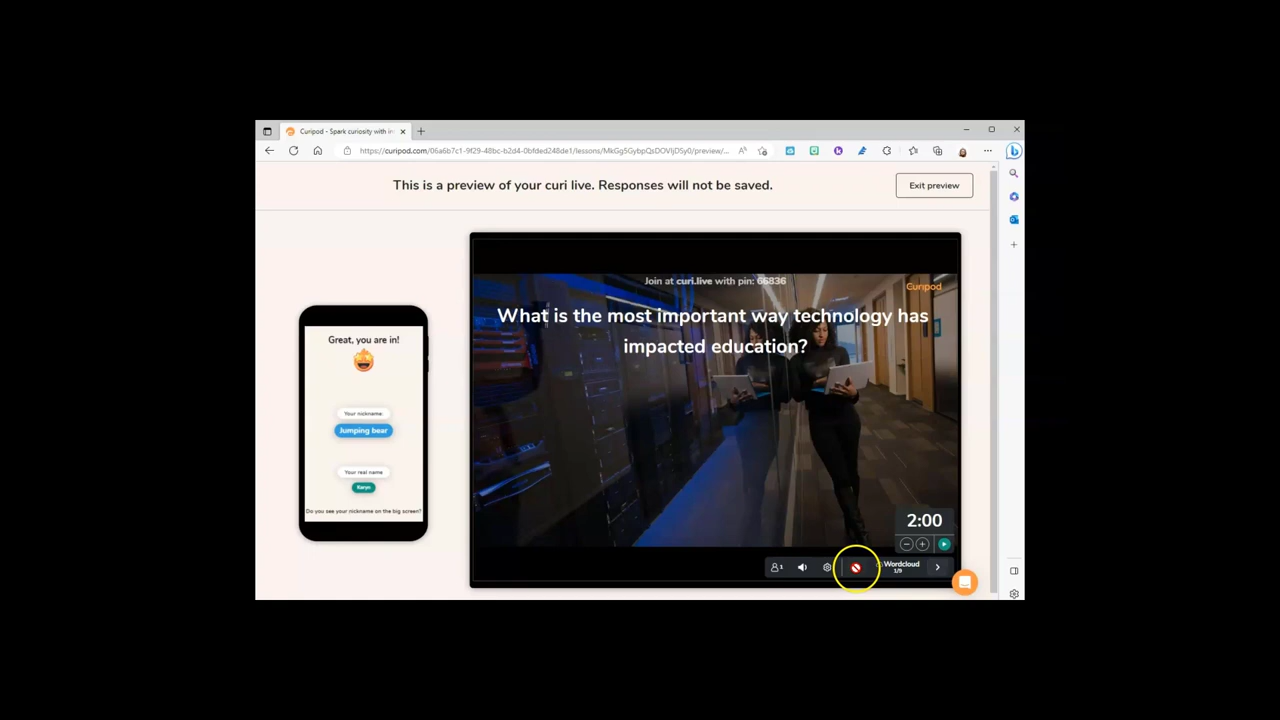 Curipod - Spark curiosity with in
https://curipod.com/06a6b7c1-9f29-48bc-b2d4-0bfded248de1/lessons/MkGg5GybpQsDOVIjD5y0/preview/...
This is a preview of your curi live. Responses will not be saved.
Exit preview
Join at curi.live with pin: 66836
Curipod
What is the most important way technology has
impacted education?
Great, you are in!
Your nickname
Jumping bear
Your real name
Karyn
Do you see your nickname on the big screen?
2:00
1
Wordcloud
1/9